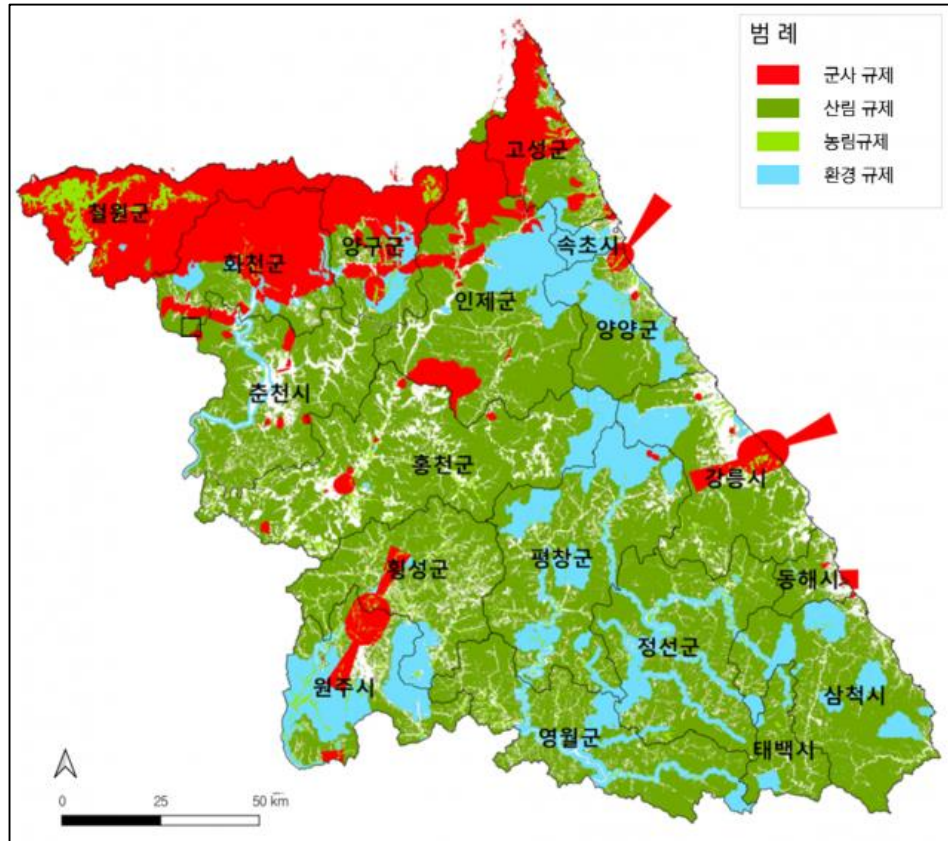 범 례
군사 규제
산림 규제
농림규제
환경 규제
고성군
철원군
양구군
속초시
화천군
인제군
양양군
춘천시
홍천군
강릉시
횡성군
평창군
동해시
정선군
원주시
삼척시
영월군
태백시
0 25 50 km